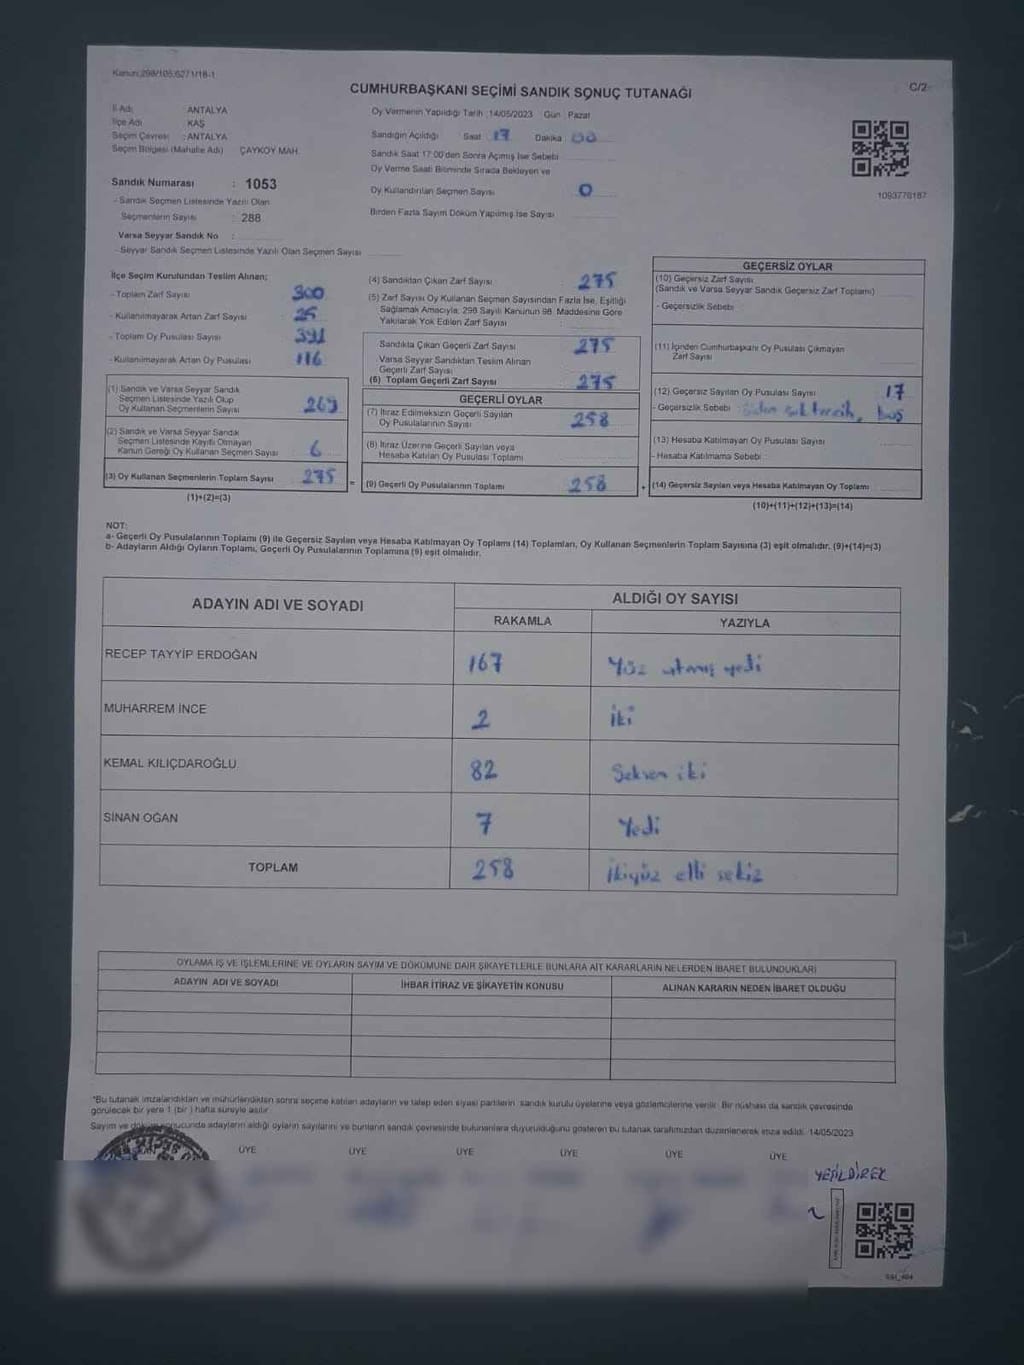 Kanun:298/105;6271/18-1
CUMHURBAŞKANI SEÇİMİ SANDIK SONUÇ TUTANAĞI
C/2
İl Adı : ANTALYA
İlçe Adı : KAŞ
Seçim Çevresi : ANTALYA
Seçim Bölgesi (Mahalle Adı) : ÇAYKÖY MAH.
Sandık Numarası : 1053
- Sandık Seçmen Listesinde Yazılı Olan
Seçmenlerin Sayısı : 288
Varsa Seyyar Sandık No :
- Seyyar Sandık Seçmen Listesinde Yazılı Olan Seçmen Sayısı
Oy Vermenin Yapıldığı Tarih : 14/05/2023 Gün : Pazar
Sandığın Açıldığı Saat : 17 Dakika : 00
Sandık Saat 17:00'den Sonra Açımış İse Sebebi
Oy Verme Saati Bitiminde Sırada Bekleyen ve
Oy Kullandırılan Seçmen Sayısı : 0
Birden Fazla Sayım Döküm Yapılmış İse Sayısı
1093776187
İlçe Seçim Kurulundan Teslim Alınan;
- Toplam Zarf Sayısı : 300
- Kullanılmayarak Artan Zarf Sayısı : 25
- Toplam Oy Pusulası Sayısı : 391
- Kullanılmayarak Artan Oy Pusulası : 116
(1) Sandık ve Varsa Seyyar Sandık
Seçmen Listesinde Yazılı Olup
Oy Kullanan Seçmenlerin Sayısı : 269
(2) Sandık ve Varsa Seyyar Sandık
Seçmen Listesinde Kayıtlı Olmayan
Kanun Gereği Oy Kullanan Seçmen Sayısı : 6
(3) Oy Kullanan Seçmenlerin Toplam Sayısı : 275
(1)+(2)=(3)
(4) Sandıktan Çıkan Zarf Sayısı : 275
(5) Zarf Sayısı Oy Kullanan Seçmen Sayısından Fazla İse, Eşitliği
Sağlamak Amacıyla; 298 Sayılı Kanunun 98. Maddesine Göre
Yakılarak Yok Edilen Zarf Sayısı :
Sandıkta Çıkan Geçerli Zarf Sayısı : 275
Varsa Seyyar Sandıktan Teslim Alınan
Geçerli Zarf Sayısı
(6) Toplam Geçerli Zarf Sayısı : 275
GEÇERLİ OYLAR
(7) İtiraz Edilmeksizin Geçerli Sayılan
Oy Pusulalarının Sayısı : 258
(8) İtiraz Üzerine Geçerli Sayılan veya
Hesaba Katılan Oy Pusulası Toplamı
= (9) Geçerli Oy Pusulalarının Toplamı : 258
GEÇERSİZ OYLAR
(10) Geçersiz Zarf Sayısı
(Sandık ve Varsa Seyyar Sandık Geçersiz Zarf Toplamı)
- Geçersizlik Sebebi
(11) İçinden Cumhurbaşkanı Oy Pusulası Çıkmayan
Zarf Sayısı
(12) Geçersiz Sayılan Oy Pusulası Sayısı : 17
- Geçersizlik Sebebi : Birden çok tercih, boş
(13) Hesaba Katılmayan Oy Pusulası Sayısı
- Hesaba Katılmama Sebebi :
+ (14) Geçersiz Sayılan veya Hesaba Katılmayan Oy Toplamı
(10)+(11)+(12)+(13)=(14)
NOT:
a- Geçerli Oy Pusulalarının Toplamı (9) ile Geçersiz Sayılan veya Hesaba Katılmayan Oy Toplamı (14) Toplamları, Oy Kullanan Seçmenlerin Toplam Sayısına (3) eşit olmalıdır. (9)+(14)=(3)
b- Adayların Aldığı Oyların Toplamı, Geçerli Oy Pusulalarının Toplamına (9) eşit olmalıdır.
ADAYIN ADI VE SOYADI
ALDIĞI OY SAYISI
RAKAMLA YAZIYLA
RECEP TAYYİP ERDOĞAN 167 Yüz atmış yedi
MUHARREM İNCE 2 İki
KEMAL KILIÇDAROĞLU 82 Seksen iki
SİNAN OĞAN 7 Yedi
TOPLAM 258 İkiyüz elli sekiz
OYLAMA İŞ VE İŞLEMLERİNE VE OYLARIN SAYIM VE DÖKÜMÜNE DAİR ŞİKAYETLERLE BUNLARA AİT KARARLARIN NELERDEN İBARET BULUNDUKLARI
ADAYIN ADI VE SOYADI İHBAR İTİRAZ VE ŞİKAYETİN KONUSU ALINAN KARARIN NEDEN İBARET OLDUĞU
*Bu tutanak imzalandıktan ve mühürlendikten sonra seçime katılan adayların ve talep eden siyasi partilerin sandık kurulu üyelerine veya gözlemcilerine verilir. Bir nüshası da sandık çevresinde
görülecek bir yere 1 (bir ) hafta süreyle asılır.
Sayım ve döküm sonucunda adayların aldığı oyların sayılarını ve bunların sandık çevresinde bulunanlara duyurulduğunu gösteren bu tutanak tarafımızdan düzenlenerek imza edildi. 14/05/2023
ÜYE ÜYE ÜYE ÜYE ÜYE ÜYE
YEŞİLDİREK